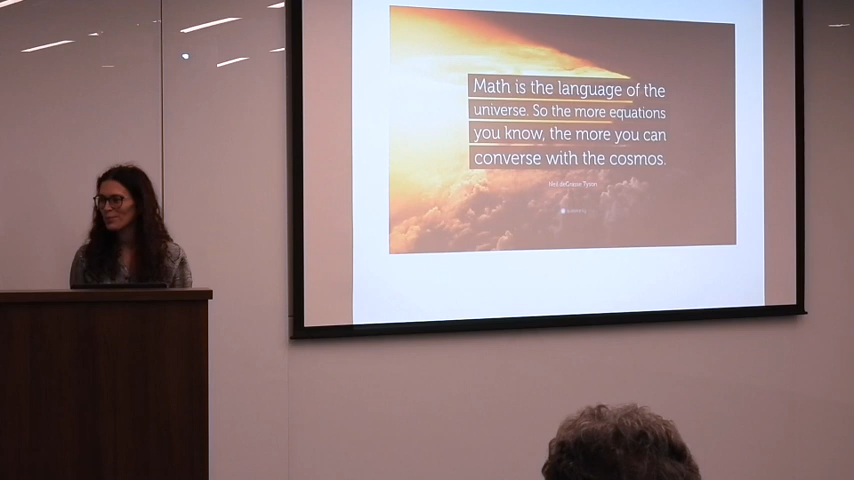 Math is the language of the
universe. So the more equations
you know, the more you can
converse with the cosmos.
Neil deGrasse Tyson